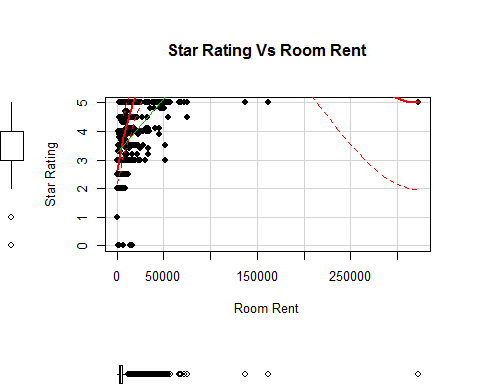 Star Rating Vs Room Rent
Star Rating
5
4
3
2
1
0
0 50000 150000 250000
Room Rent